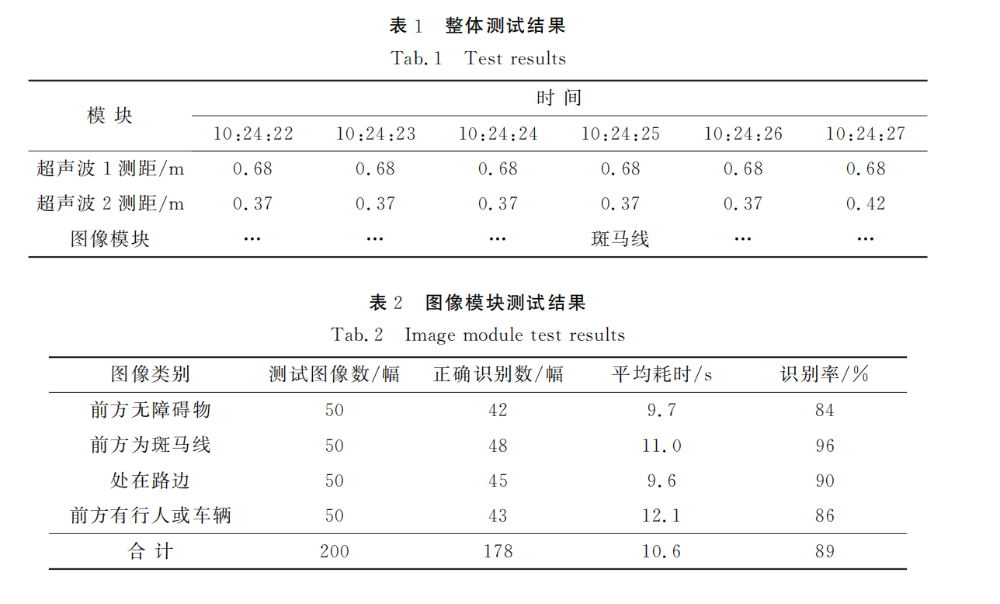 表 1 整体测试结果
Tab.1 Test results
时 间
模 块
10:24:22 10:24:23 10:24:24 10:24:25 10:24:26 10:24:27
超声波 1 测距/m 0.68 0.68 0.68 0.68 0.68 0.68
超声波 2 测距/m 0.37 0.37 0.37 0.37 0.37 0.42
图像模块 … … … 斑马线 … …
表 2 图像模块测试结果
Tab.2 Image module test results
图像类别 测试图像数/幅 正确识别数/幅 平均耗时/s 识别率/%
前方无障碍物 50 42 9.7 84
前方为斑马线 50 48 11.0 96
处在路边 50 45 9.6 90
前方有行人或车辆 50 43 12.1 86
合 计 200 178 10.6 89